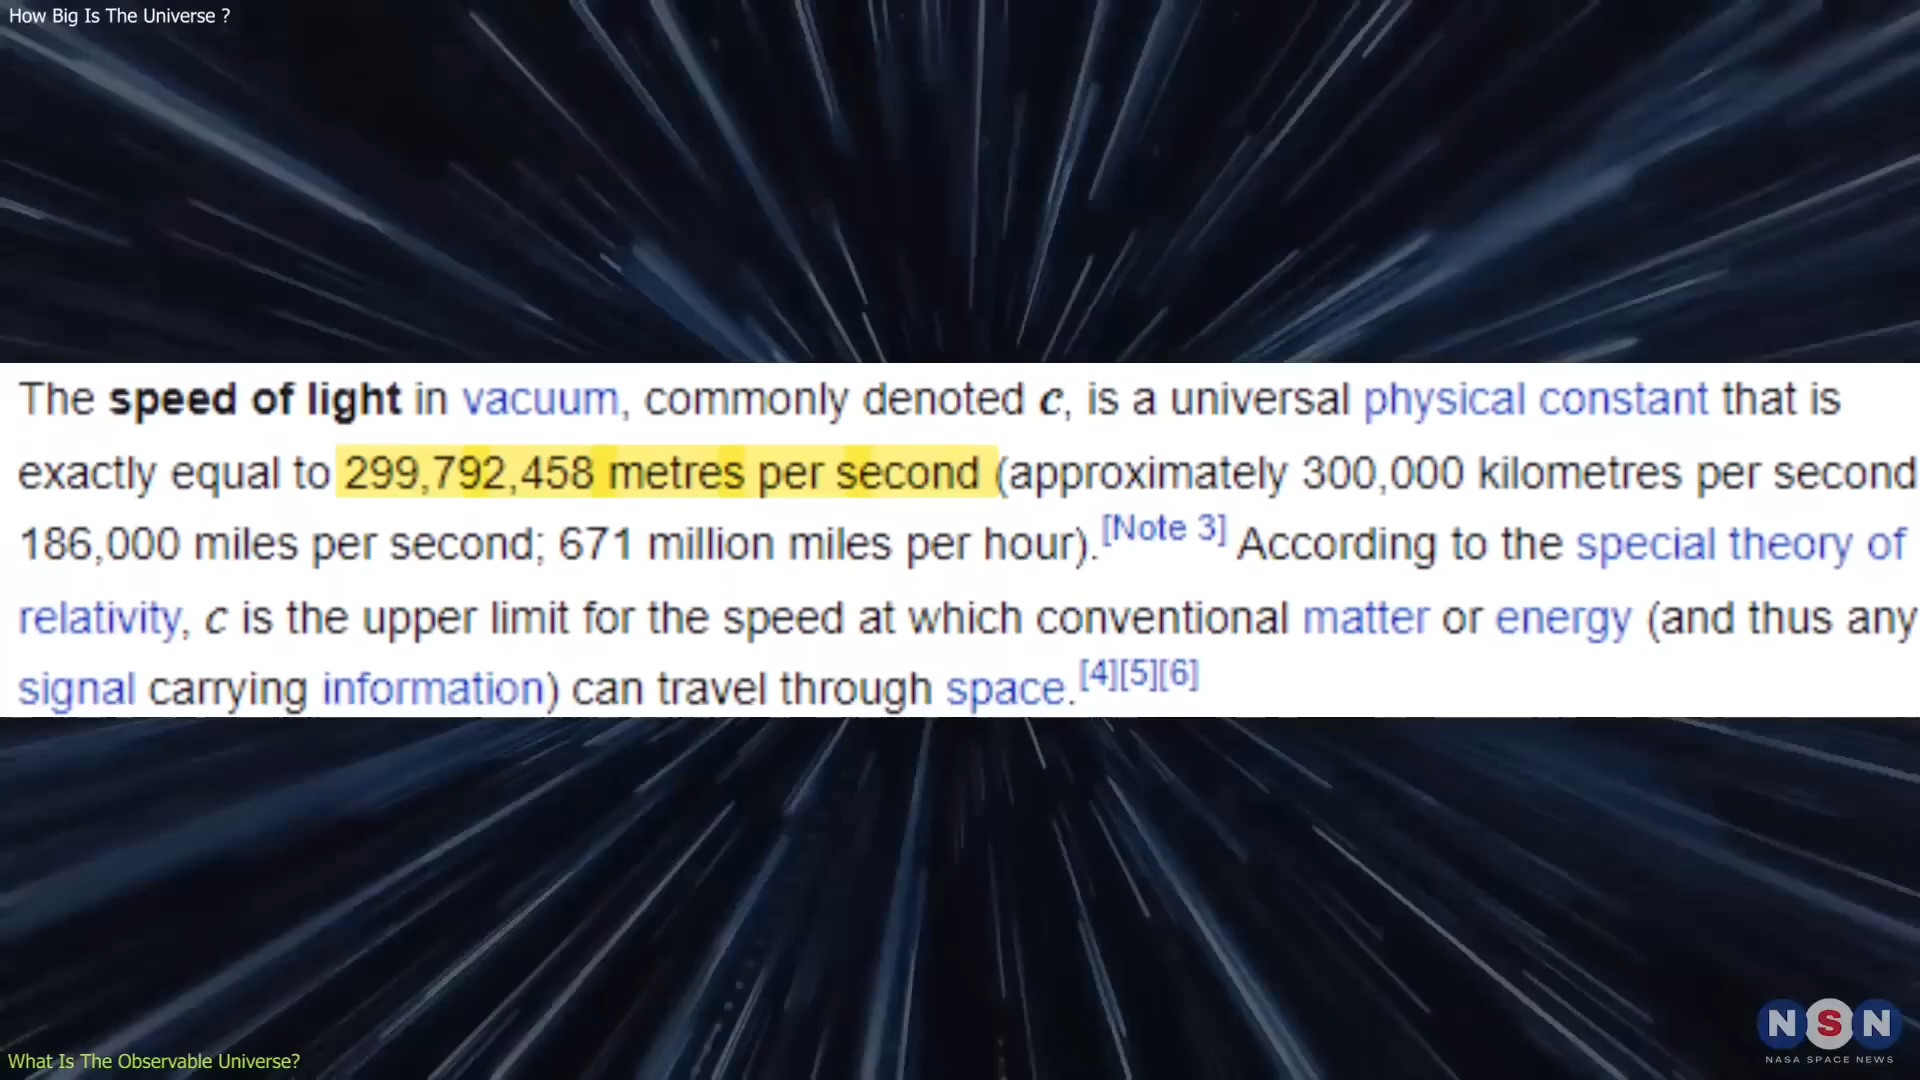 How Big Is The Universe ?
The speed of light in vacuum, commonly denoted c, is a universal physical constant that is
exactly equal to 299,792,458 metres per second (approximately 300,000 kilometres per second
186,000 miles per second; 671 million miles per hour).[Note 3] According to the special theory of
relativity, c is the upper limit for the speed at which conventional matter or energy (and thus any
signal carrying information) can travel through space.[4][5][6]
NSN
NASA SPACE NEWS
What Is The Observable Universe?